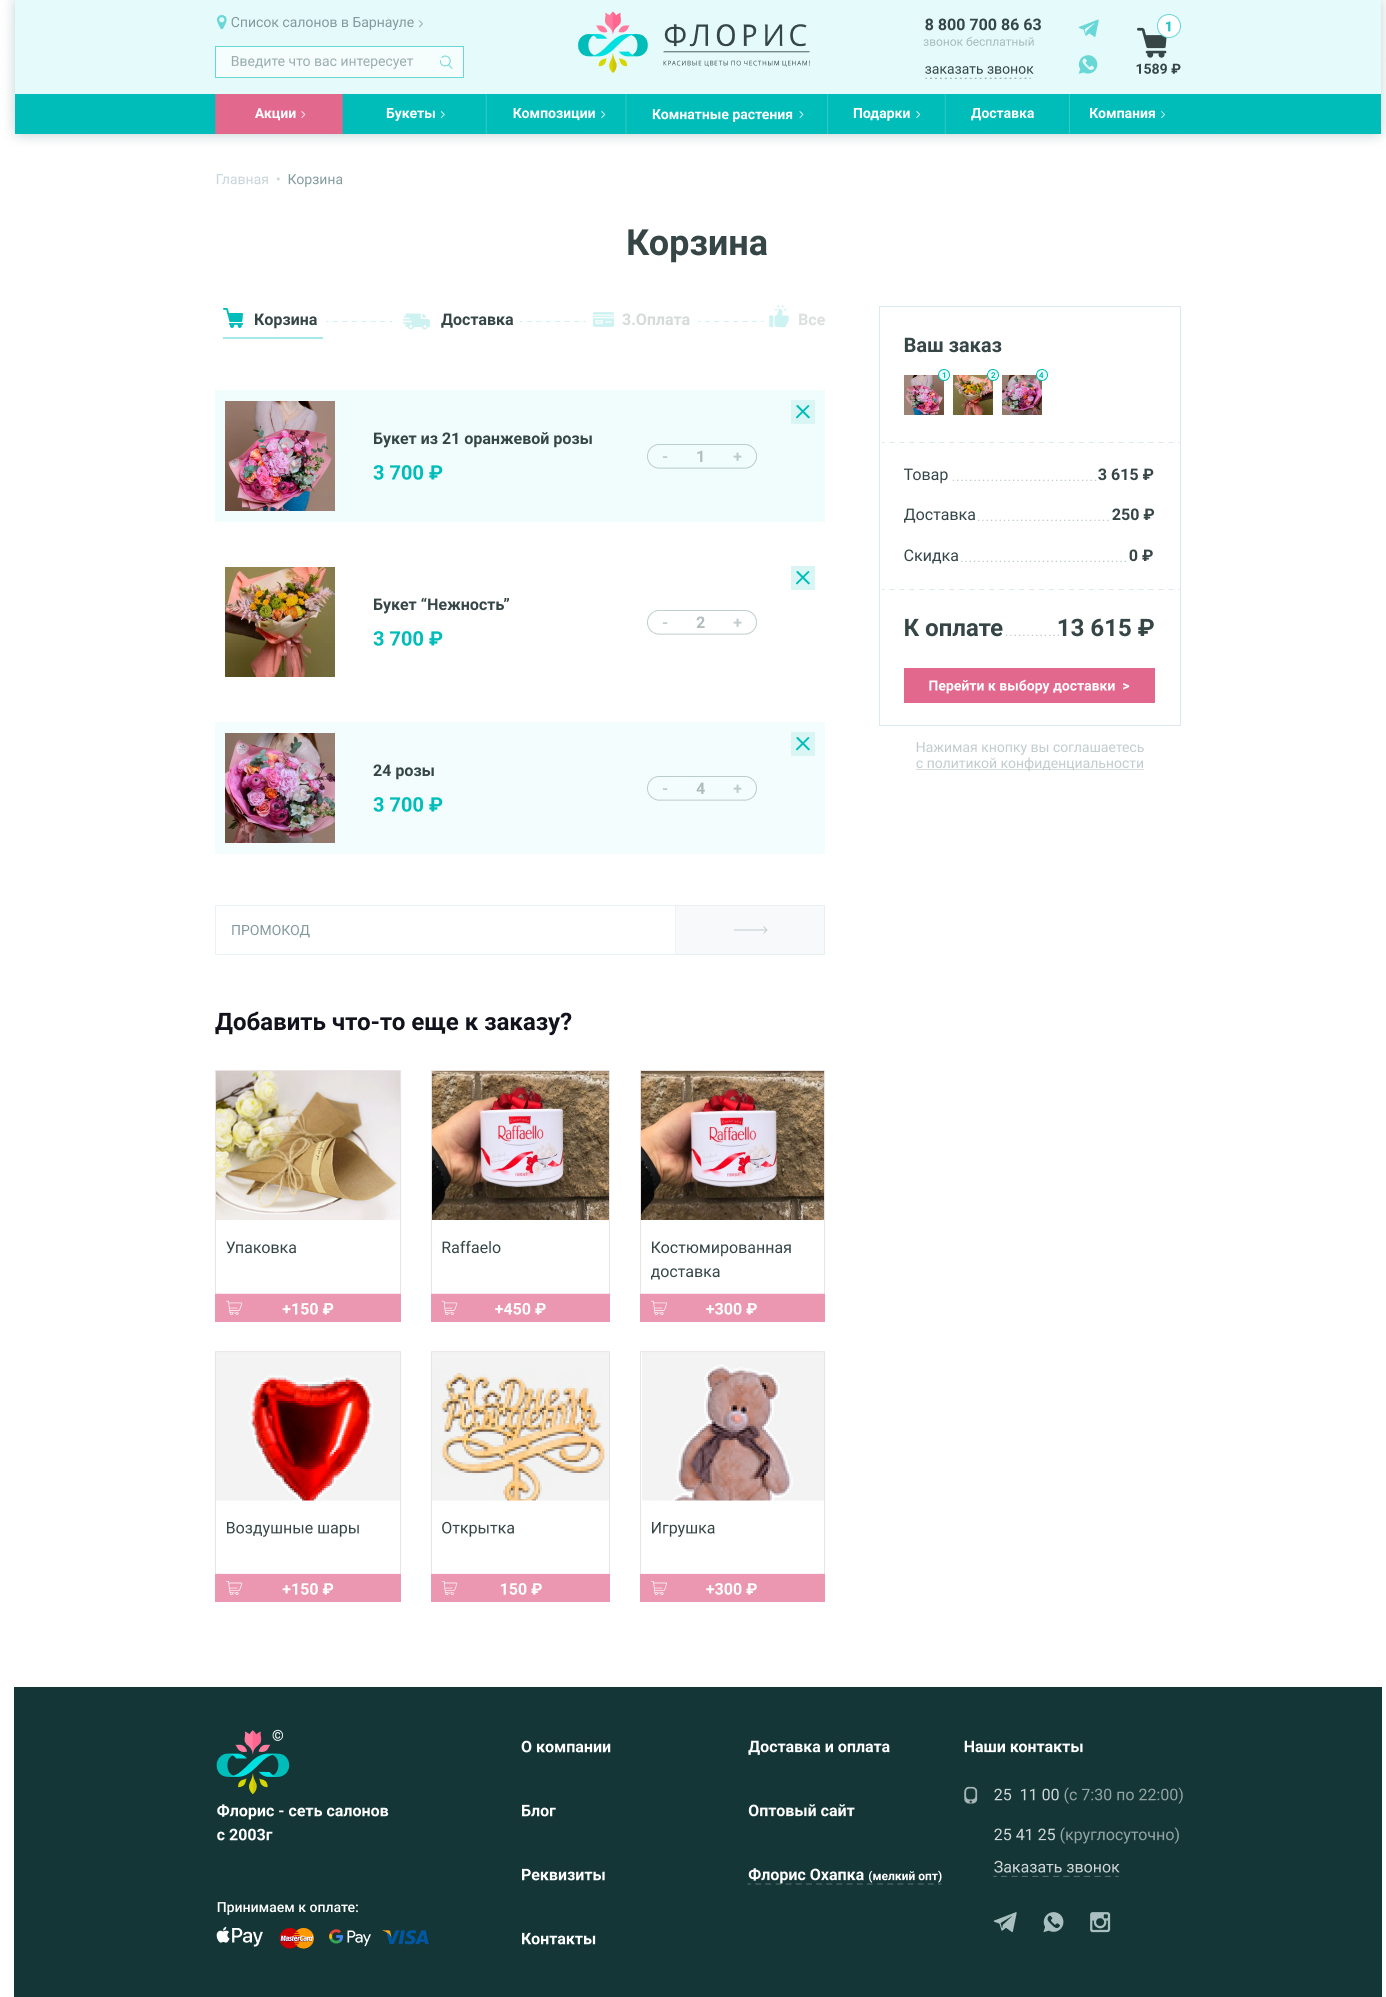 Список салонов в Барнауле
Введите что вас интересует
ФЛОРИС
КРАСИВЫЕ ЦВЕТЫ ПО ЧЕСТНЫМ ЦЕНАМ!
8 800 700 86 63
звонок бесплатный
заказать звонок
1
1589 ₽
Акции
Букеты
Композиции
Комнатные растения
Подарки
Доставка
Компания
Главная • Корзина
Корзина
Корзина
Доставка
3.Оплата
Все
Букет из 21 оранжевой розы
3 700 ₽
- 1 +
Букет “Нежность”
3 700 ₽
- 2 +
24 розы
3 700 ₽
- 4 +
Ваш заказ
1
2
4
Товар 3 615 ₽
Доставка 250 ₽
Скидка 0 ₽
К оплате 13 615 ₽
Перейти к выбору доставки >
Нажимая кнопку вы соглашаетесь
с политикой конфиденциальности
ПРОМОКОД
Добавить что-то еще к заказу?
Raffaello
Raffaello
Упаковка
Raffaelo
Костюмированная
доставка
+150 ₽
+450 ₽
+300 ₽
С Днем
Рождения
Воздушные шары
Открытка
Игрушка
+150 ₽
150 ₽
+300 ₽
©
Флорис - сеть салонов
с 2003г
Принимаем к оплате:
Pay
MasterCard
G Pay
VISA
О компании
Блог
Реквизиты
Контакты
Доставка и оплата
Оптовый сайт
Флорис Охапка (мелкий опт)
Наши контакты
25 11 00 (с 7:30 по 22:00)
25 41 25 (круглосуточно)
Заказать звонок